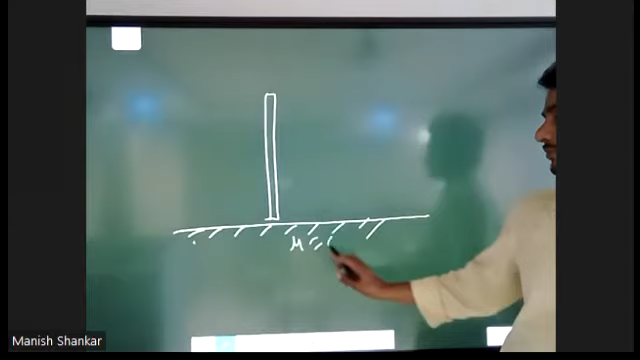 μ =
Manish Shankar